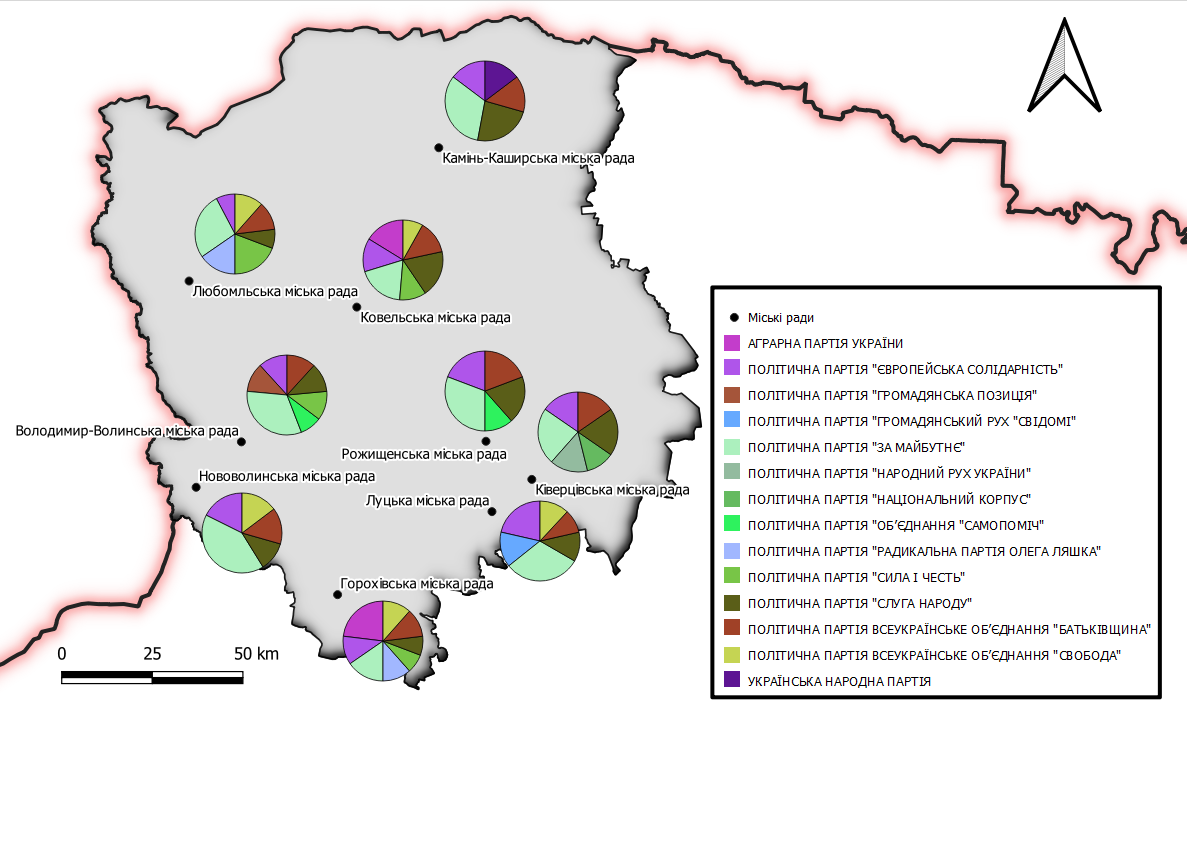 Камінь-Каширська міська рада
Любомльська міська рада
Ковельська міська рада
Володимир-Волинська міська рада
Рожищенська міська рада
Нововолинська міська рада
Ківерцівська міська рада
Луцька міська рада
Горохівська міська рада
0 25 50 km
Міські ради
АГРАРНА ПАРТІЯ УКРАЇНИ
ПОЛІТИЧНА ПАРТІЯ "ЄВРОПЕЙСЬКА СОЛІДАРНІСТЬ"
ПОЛІТИЧНА ПАРТІЯ "ГРОМАДЯНСЬКА ПОЗИЦІЯ"
ПОЛІТИЧНА ПАРТІЯ "ГРОМАДЯНСЬКИЙ РУХ "СВІДОМІ"
ПОЛІТИЧНА ПАРТІЯ "ЗА МАЙБУТНЄ"
ПОЛІТИЧНА ПАРТІЯ "НАРОДНИЙ РУХ УКРАЇНИ"
ПОЛІТИЧНА ПАРТІЯ "НАЦІОНАЛЬНИЙ КОРПУС"
ПОЛІТИЧНА ПАРТІЯ "ОБ’ЄДНАННЯ "САМОПОМІЧ"
ПОЛІТИЧНА ПАРТІЯ "РАДИКАЛЬНА ПАРТІЯ ОЛЕГА ЛЯШКА"
ПОЛІТИЧНА ПАРТІЯ "СИЛА І ЧЕСТЬ"
ПОЛІТИЧНА ПАРТІЯ "СЛУГА НАРОДУ"
ПОЛІТИЧНА ПАРТІЯ ВСЕУКРАЇНСЬКЕ ОБ’ЄДНАННЯ "БАТЬКІВЩИНА"
ПОЛІТИЧНА ПАРТІЯ ВСЕУКРАЇНСЬКЕ ОБ’ЄДНАННЯ "СВОБОДА"
УКРАЇНСЬКА НАРОДНА ПАРТІЯ